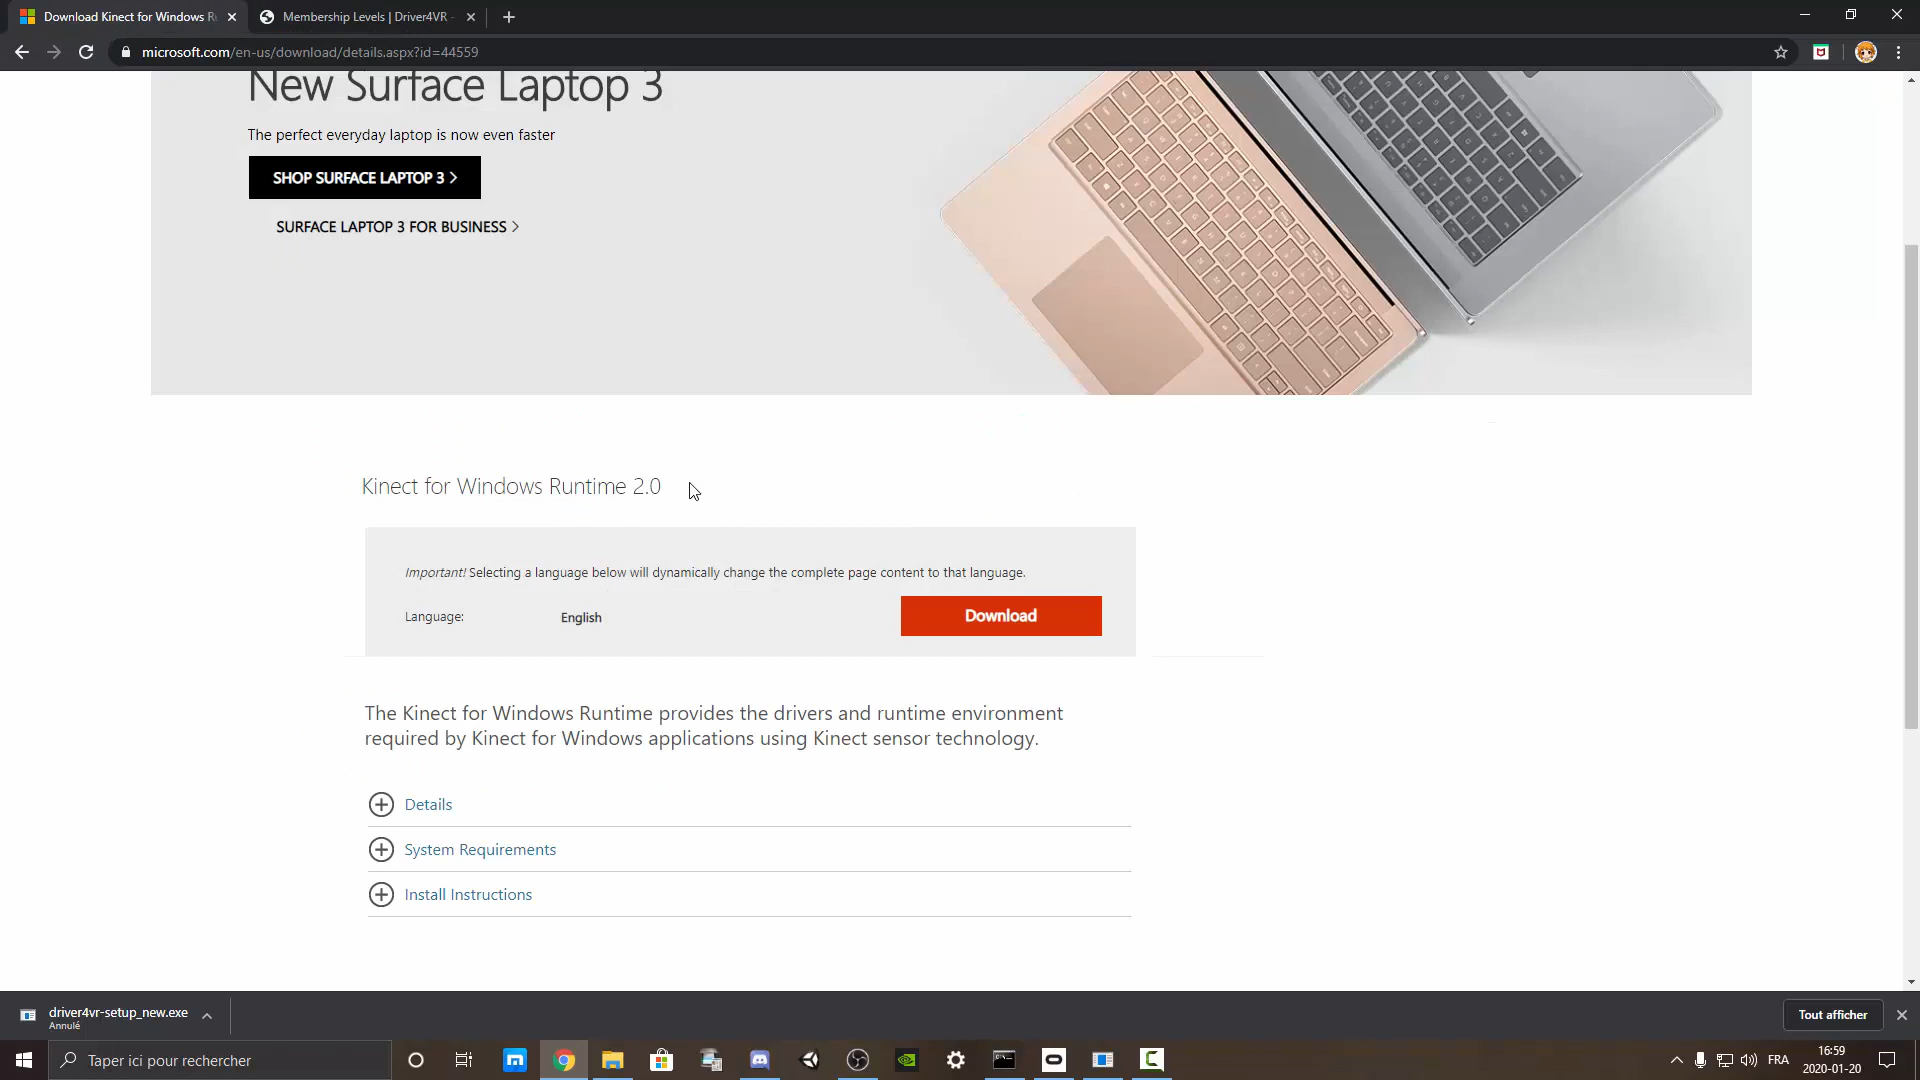 Download Kinect for Windows Ru
Membership Levels | Driver4VR -
microsoft.com/en-us/download/details.aspx?id=44559
New Surface Laptop 3
The perfect everyday laptop is now even faster
SHOP SURFACE LAPTOP 3 >
SURFACE LAPTOP 3 FOR BUSINESS >
Kinect for Windows Runtime 2.0
Important! Selecting a language below will dynamically change the complete page content to that language.
Language:
English
Download
The Kinect for Windows Runtime provides the drivers and runtime environment
required by Kinect for Windows applications using Kinect sensor technology.
Details
System Requirements
Install Instructions
driver4vr-setup_new.exe
Annulé
Tout afficher
Taper ici pour rechercher
FRA
16:59
2020-01-20